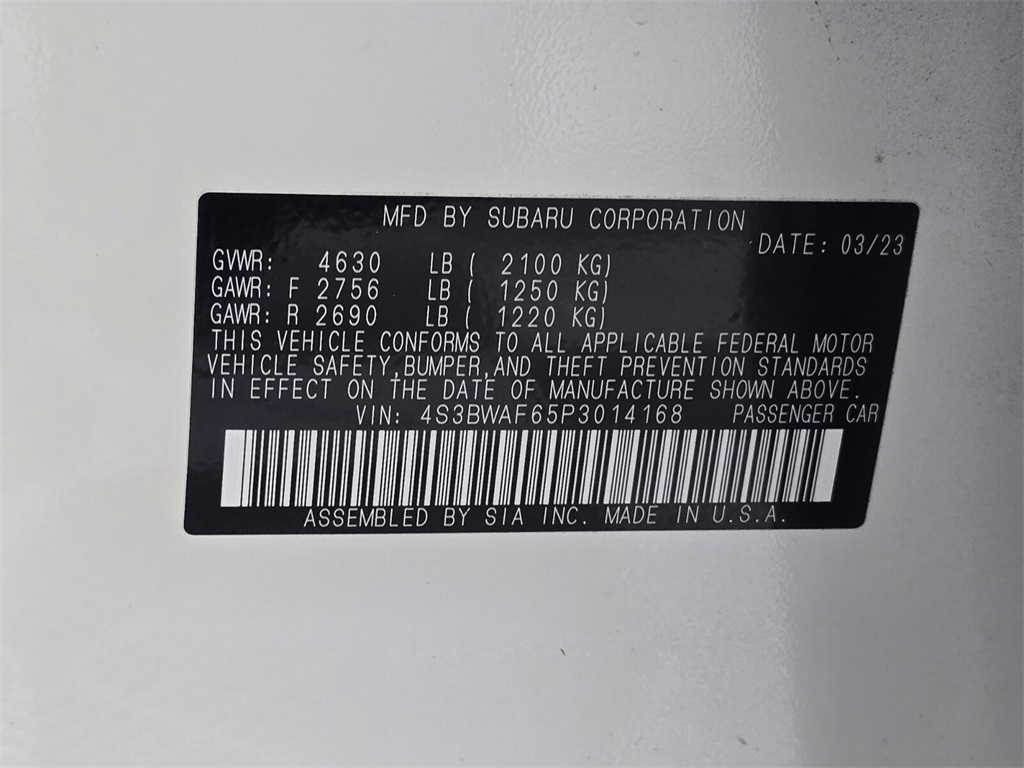 MFD BY SUBARU CORPORATION
DATE: 03/23
GVWR: 4630 LB ( 2100 KG)
GAWR: F 2756 LB ( 1250 KG)
GAWR: R 2690 LB ( 1220 KG)
THIS VEHICLE CONFORMS TO ALL APPLICABLE FEDERAL MOTOR
VEHICLE SAFETY, BUMPER, AND THEFT PREVENTION STANDARDS
IN EFFECT ON THE DATE OF MANUFACTURE SHOWN ABOVE.
VIN: 4S3BWAF65P3014168 PASSENGER CAR
ASSEMBLED BY SIA INC. MADE IN U.S.A.